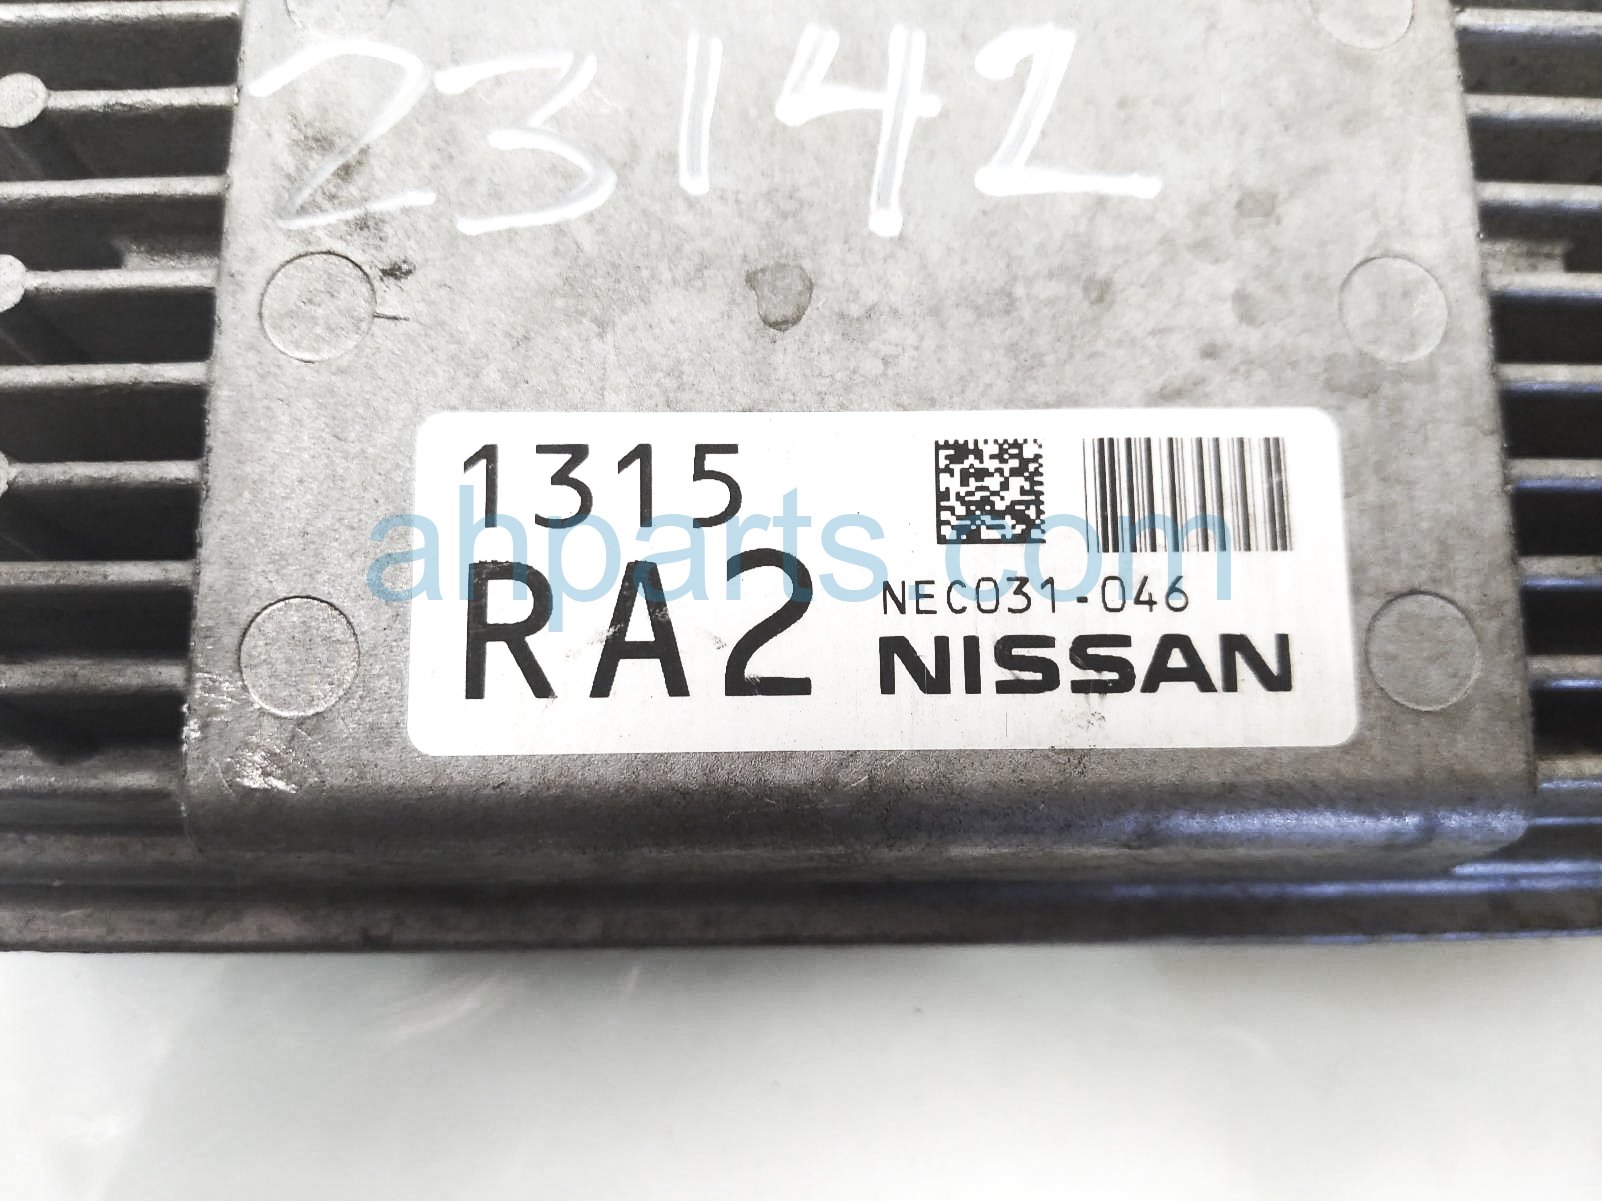 23142
1315
RA2
NEC031-046
NISSAN
ahparts.com